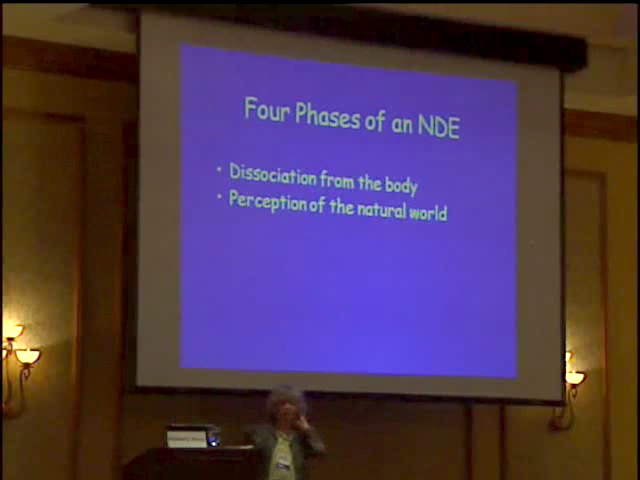 Four Phases of an NDE
• Dissociation from the body
• Perception of the natural world